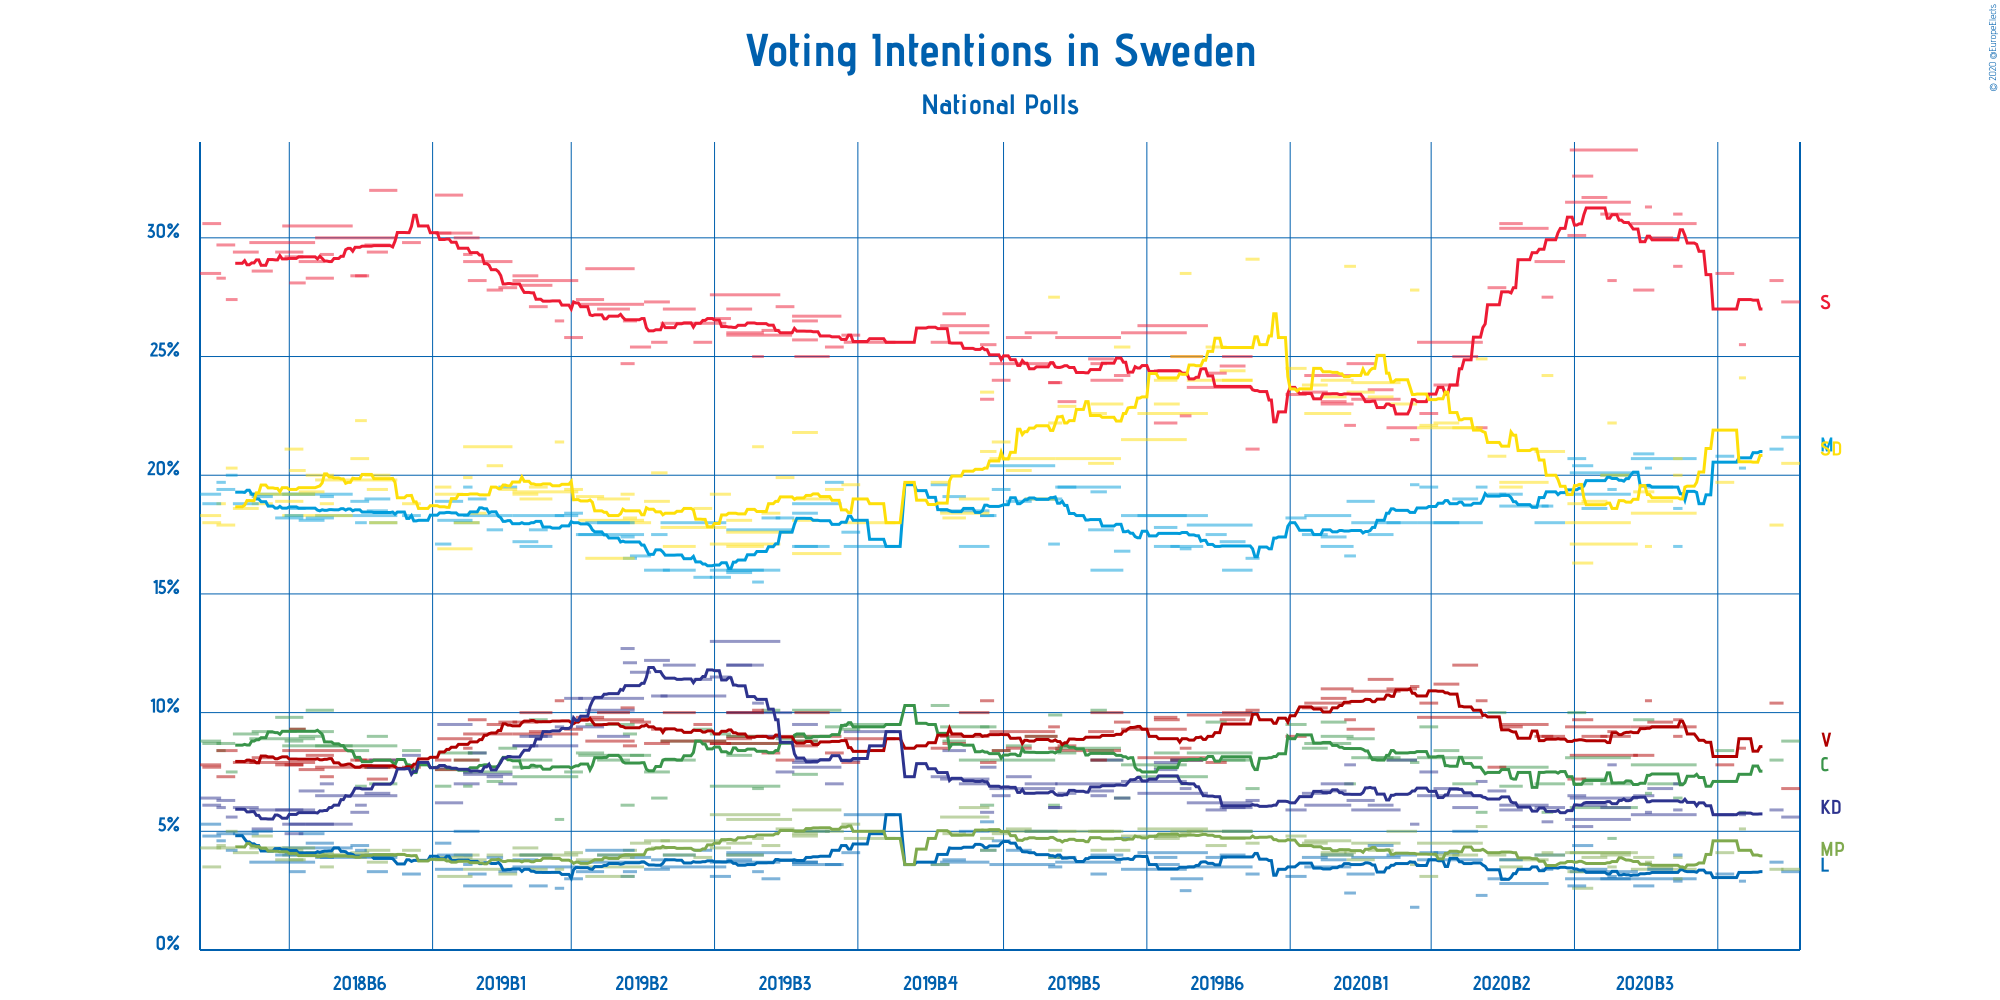 © 2020 @EuropeElects
Voting Intentions in Sweden
National Polls
30%
25%
20%
15%
10%
5%
0%
S
M
SD
V
C
KD
MP
L
2018B6 2019B1 2019B2 2019B3 2019B4 2019B5 2019B6 2020B1 2020B2 2020B3